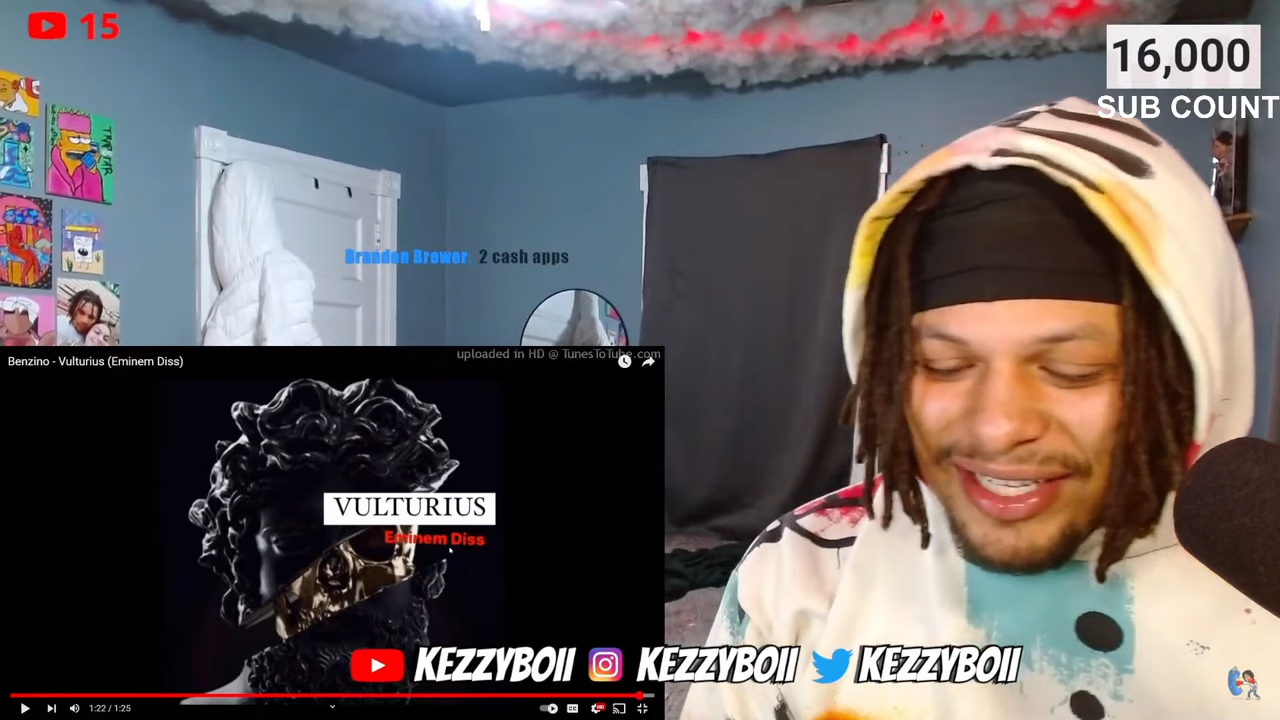 15
16,000
SUB COUNT
Brandon Brewer: 2 cash apps
uploaded in HD @ TunesToTube.com
Benzino - Vulturius (Eminem Diss)
VULTURIUS
Eminem Diss
KEZZYBOII KEZZYBOII KEZZYBOII
1:22 / 1:25